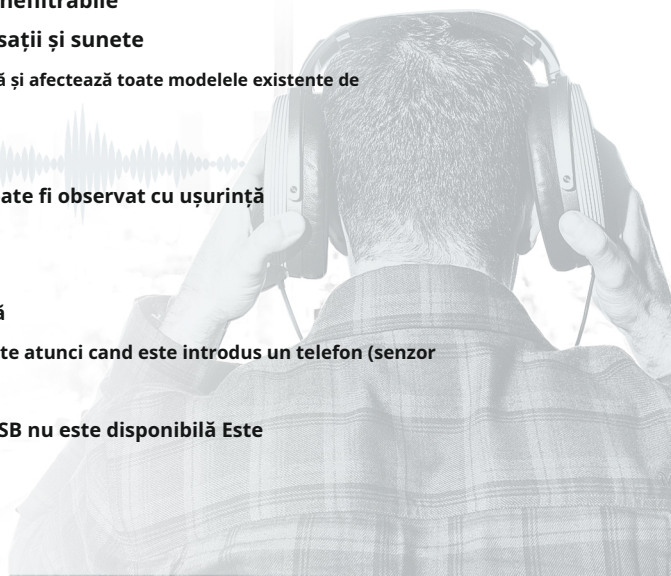 nefiltrabile
sații și sunete
ă și afectează toate modelele existente de
ate fi observat cu ușurință
ă
te atunci cand este introdus un telefon (senzor
SB nu este disponibilă Este